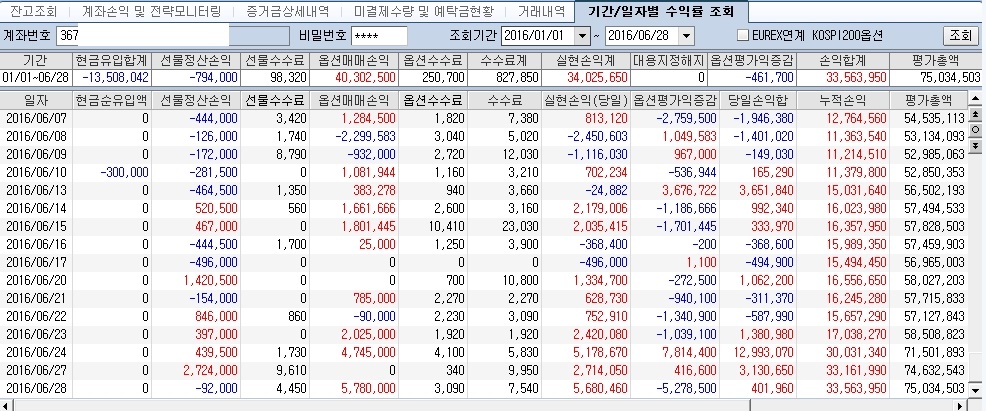 잔고조회 계좌손익 및 전략모니터링 증거금상세내역 미결제수량 및 예탁금현황 거래내역 기간/일자별 수익률 조회
계좌번호 367 비밀번호 **** 조회기간 2016/01/01 ~ 2016/06/28 EUREX연계 KOSPI200옵션 조회
기간 현금유입합계 선물정산손익 선물수수료 옵션매매손익 옵션수수료 수수료계 실현손익계 대용지정해지 옵션평가익증감 손익합계 평가총액
01/01~06/28 -13,508,042 -794,000 98,320 40,302,500 250,700 827,850 34,025,650 0 -461,700 33,563,950 75,034,503
일자 현금순유입액 선물정산손익 선물수수료 옵션매매손익 옵션수수료 수수료 실현손익(당일) 옵션평가익증감 당일손익합 누적손익 평가총액
2016/06/07 0 -444,000 3,420 1,284,500 1,820 7,380 813,120 -2,759,500 -1,946,380 12,764,560 54,535,113
2016/06/08 0 -126,000 1,740 -2,299,583 3,040 5,020 -2,450,603 1,049,583 -1,401,020 11,363,540 53,134,093
2016/06/09 0 -172,000 8,790 -932,000 2,720 12,030 -1,116,030 967,000 -149,030 11,214,510 52,985,063
2016/06/10 -300,000 -281,500 0 1,081,944 1,160 3,210 702,234 -536,944 165,290 11,379,800 52,850,353
2016/06/13 0 -464,500 1,350 383,278 940 3,660 -24,882 3,676,722 3,651,840 15,031,640 56,502,193
2016/06/14 0 520,500 560 1,661,666 2,600 3,160 2,179,006 -1,186,666 992,340 16,023,980 57,494,533
2016/06/15 0 467,000 0 1,801,445 10,410 23,030 2,035,415 -1,701,445 333,970 16,357,950 57,828,503
2016/06/16 0 -444,500 1,700 25,000 1,250 3,900 -368,400 -200 -368,600 15,989,350 57,459,903
2016/06/17 0 -496,000 0 0 0 0 -496,000 1,100 -494,900 15,494,450 56,965,003
2016/06/20 0 1,420,500 0 0 700 10,800 1,334,700 -272,500 1,062,200 16,556,650 58,027,203
2016/06/21 0 -154,000 0 785,000 2,270 2,270 628,730 -940,100 -311,370 16,245,280 57,715,833
2016/06/22 0 846,000 860 -90,000 2,230 3,090 752,910 -1,340,900 -587,990 15,657,290 57,127,843
2016/06/23 0 397,000 0 2,025,000 1,920 1,920 2,420,080 -1,039,100 1,380,980 17,038,270 58,508,823
2016/06/24 0 439,500 1,730 4,745,000 4,100 5,830 5,178,670 7,814,400 12,993,070 30,031,340 71,501,893
2016/06/27 0 2,724,000 9,610 0 340 9,950 2,714,050 416,600 3,130,650 33,161,990 74,632,543
2016/06/28 0 -92,000 4,450 5,780,000 3,090 7,540 5,680,460 -5,278,500 401,960 33,563,950 75,034,503